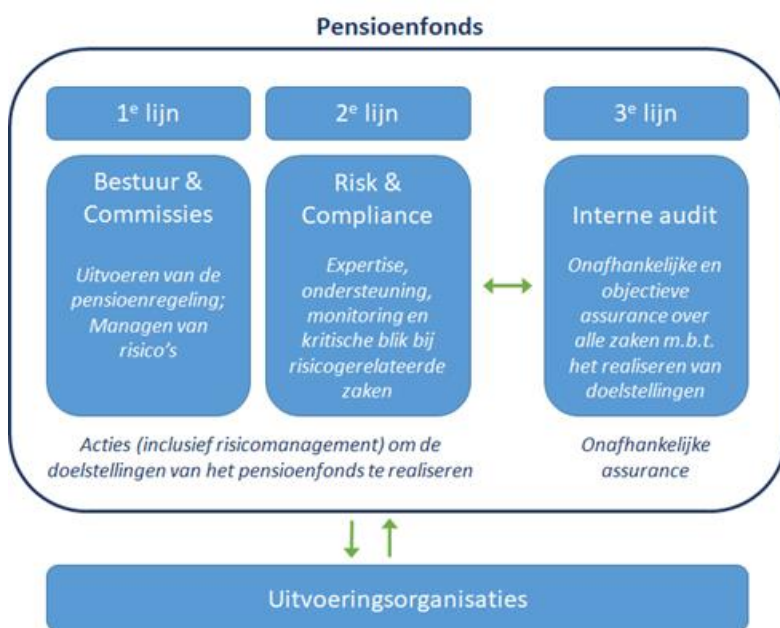 Pensioenfonds
1e lijn
2e lijn
3e lijn
Bestuur &
Commissies
Uitvoeren van de
pensioenregeling;
Managen van
risico's
Risk &
Compliance
Expertise,
ondersteuning,
monitoring en
kritische blik bij
risicogerelateerde
zaken
Interne audit
Onafhankelijke en
objectieve
assurance over
alle zaken m.b.t.
het realiseren van
doelstellingen
Acties (inclusief risicomanagement) om de
doelstellingen van het pensioenfonds te realiseren
Onafhankelijke
assurance
Uitvoeringsorganisaties